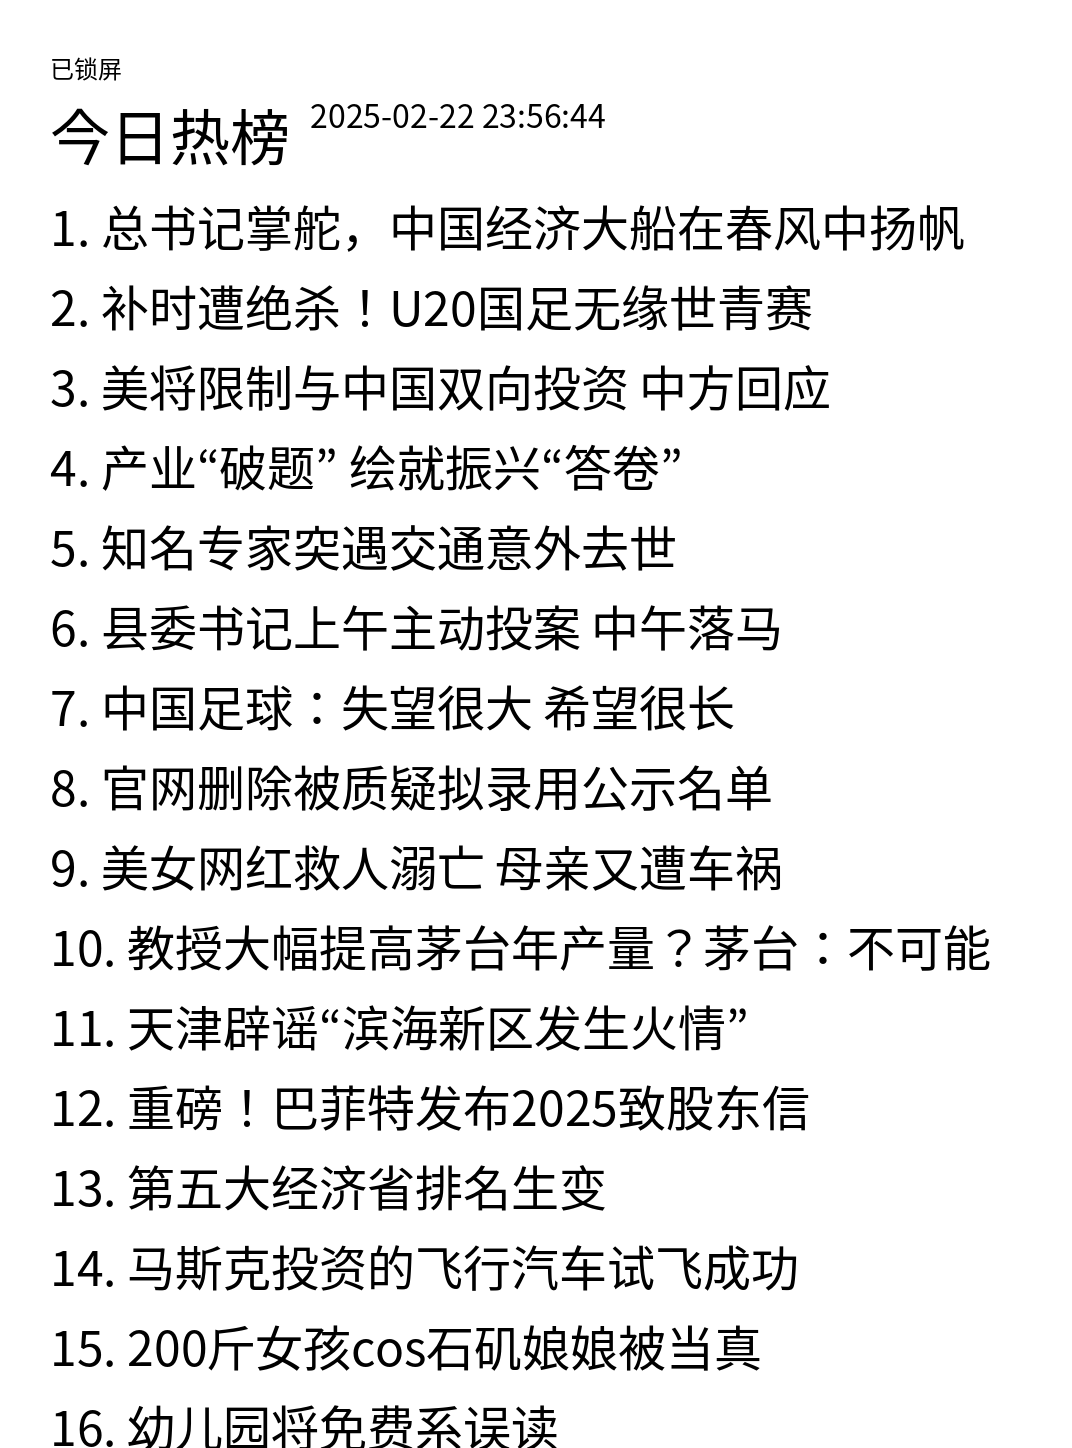 已锁屏
今日热榜 2025-02-22 23:56:44
1. 总书记掌舵，中国经济大船在春风中扬帆
2. 补时遭绝杀！U20国足无缘世青赛
3. 美将限制与中国双向投资 中方回应
4. 产业“破题” 绘就振兴“答卷”
5. 知名专家突遇交通意外去世
6. 县委书记上午主动投案 中午落马
7. 中国足球：失望很大 希望很长
8. 官网删除被质疑拟录用公示名单
9. 美女网红救人溺亡 母亲又遭车祸
10. 教授大幅提高茅台年产量？茅台：不可能
11. 天津辟谣“滨海新区发生火情”
12. 重磅！巴菲特发布2025致股东信
13. 第五大经济省排名生变
14. 马斯克投资的飞行汽车试飞成功
15. 200斤女孩cos石矶娘娘被当真
16. 幼儿园将免费系误读